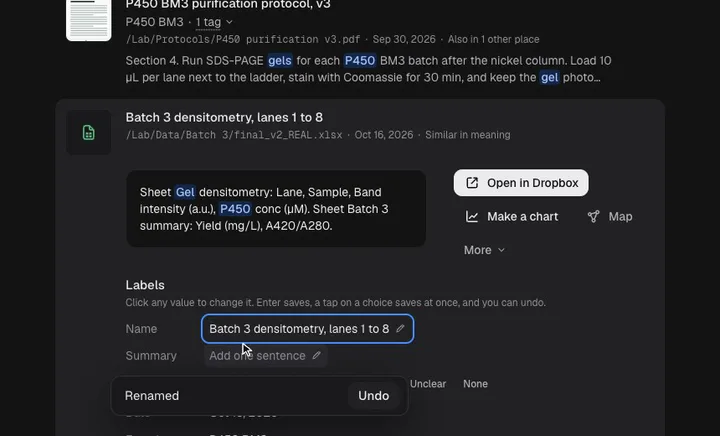 P450 BM3 purification protocol, v3
P450 BM3 · 1 tag
/Lab/Protocols/P450 purification v3.pdf · Sep 30, 2026 · Also in 1 other place
Section 4. Run SDS-PAGE gels for each P450 BM3 batch after the nickel column. Load 10
µL per lane next to the ladder, stain with Coomassie for 30 min, and keep the gel photo…
Batch 3 densitometry, lanes 1 to 8
/Lab/Data/Batch 3/final_v2_REAL.xlsx · Oct 16, 2026 · Similar in meaning
Sheet Gel densitometry: Lane, Sample, Band
intensity (a.u.), P450 conc (µM). Sheet Batch 3
summary: Yield (mg/L), A420/A280.
Open in Dropbox
Make a chart
Map
More
Labels
Click any value to change it. Enter saves, a tap on a choice saves at once, and you can undo.
Name
Batch 3 densitometry, lanes 1 to 8
Summary
Add one sentence
Unclear None
Renamed
Undo